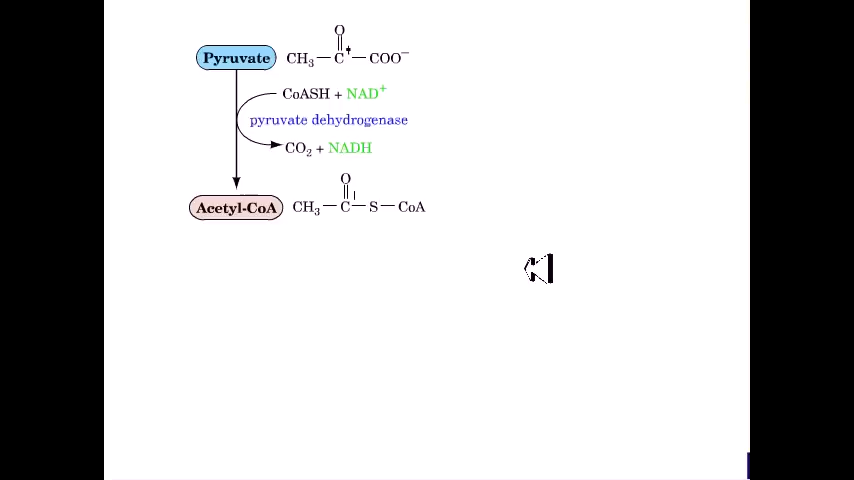 O
Pyruvate CH₃—C—COO⁻
CoASH + NAD⁺
pyruvate dehydrogenase
CO₂ + NADH
O
Acetyl-CoA CH₃—C—S—CoA